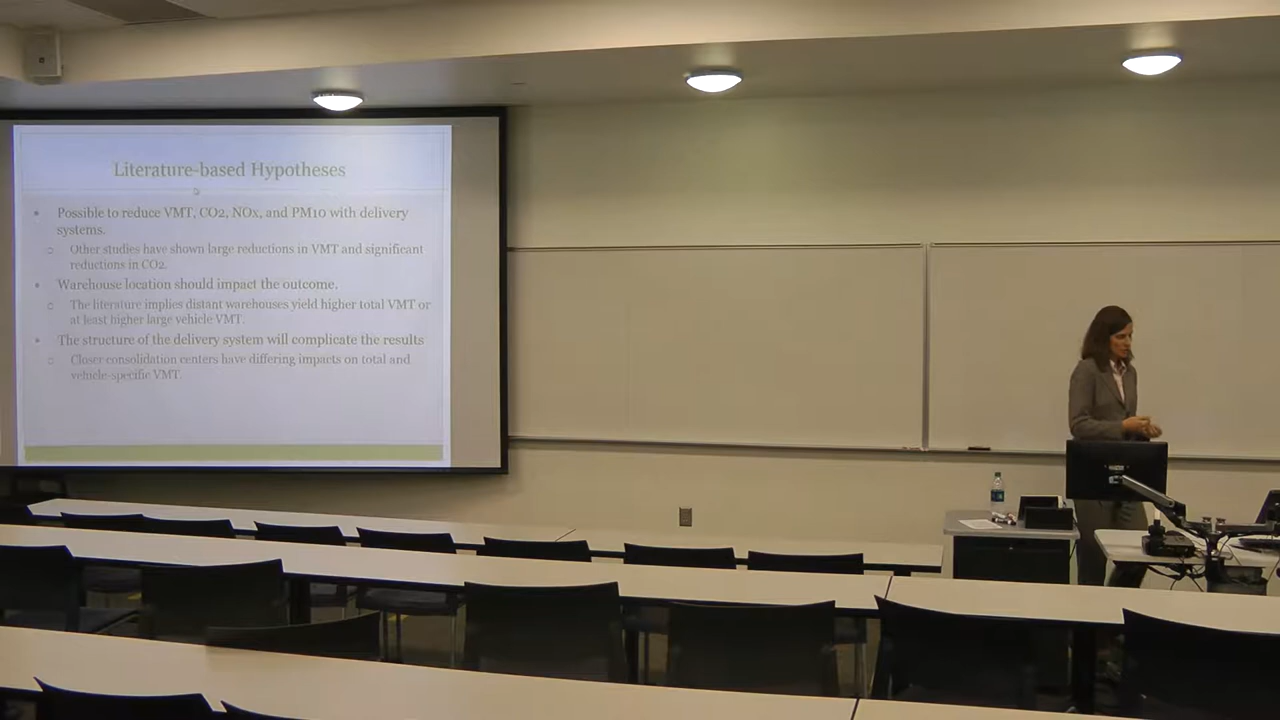 Literature-based Hypotheses
Possible to reduce VMT, CO2, NOx, and PM10 with delivery
systems.
Other studies have shown large reductions in VMT and significant
reductions in CO2.
Warehouse location should impact the outcome.
The literature implies distant warehouses yield higher total VMT or
at least higher large vehicle VMT.
The structure of the delivery system will complicate the results
Closer consolidation centers have differing impacts on total and
vehicle-specific VMT.